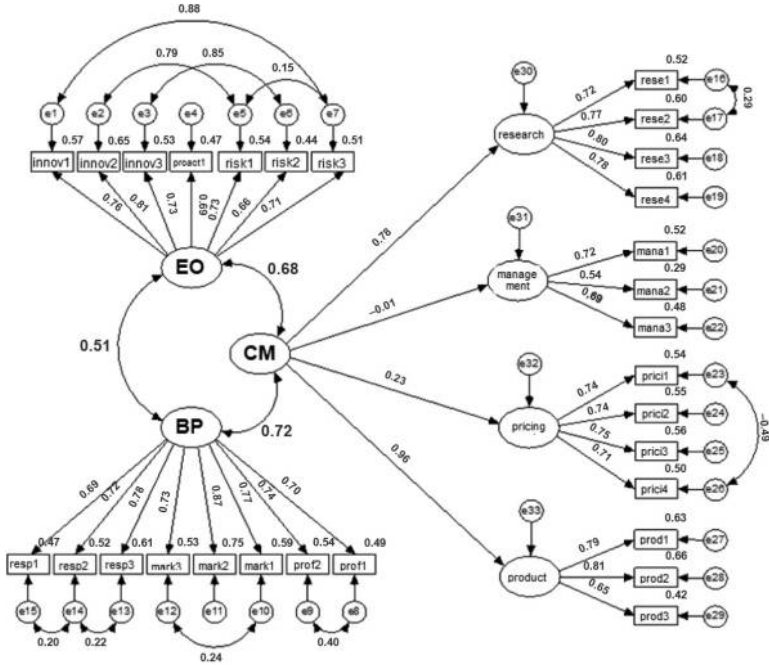 0.88
0.79 0.85 0.15
e1 e2 e3 e4 e5 e6 e7
0.57 0.65 0.53 0.47 0.54 0.44 0.51
innov1 innov2 innov3 proact1 risk1 risk2 risk3
0.76 0.81 0.73 0.69 0.73 0.66 0.71
EO
0.68
0.51
CM
0.72
BP
0.69 0.72 0.78 0.73 0.87 0.77 0.74 0.70
0.47 0.52 0.61 0.53 0.75 0.59 0.54 0.49
resp1 resp2 resp3 mark3 mark2 mark1 prof2 prof1
e15 e14 e13 e12 e11 e10 e9 e8
0.20 0.22 0.24 0.40
0.78
−0.01
0.23
0.96
e30
research
0.72
0.77
0.80
0.78
0.52
rese1 e16
0.60
rese2 e17
0.29
0.64
rese3 e18
0.61
rese4 e19
e31
manage
ment
0.72
0.54
0.69
0.52
mana1 e20
0.29
mana2 e21
0.48
mana3 e22
e32
pricing
0.74
0.74
0.75
0.71
0.54
prici1 e23
0.55
prici2 e24
0.56
prici3 e25
0.50
prici4 e26
−0.49
e33
product
0.79
0.81
0.65
0.63
prod1 e27
0.66
prod2 e28
0.42
prod3 e29